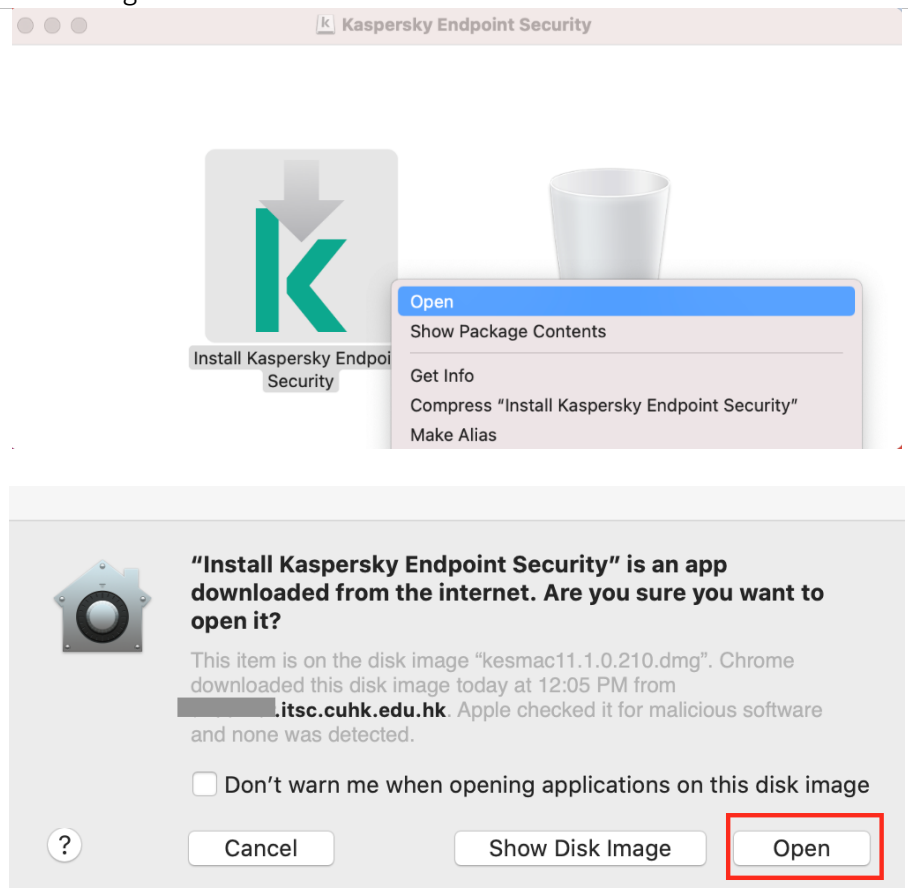 Kaspersky Endpoint Security
Open
Show Package Contents
Install Kaspersky Endpoi
Security
Get Info
Compress “Install Kaspersky Endpoint Security”
Make Alias
“Install Kaspersky Endpoint Security” is an app
downloaded from the internet. Are you sure you want to
open it?
This item is on the disk image “kesmac11.1.0.210.dmg”. Chrome
downloaded this disk image today at 12:05 PM from
.itsc.cuhk.edu.hk. Apple checked it for malicious software
and none was detected.
Don’t warn me when opening applications on this disk image
?
Cancel
Show Disk Image
Open